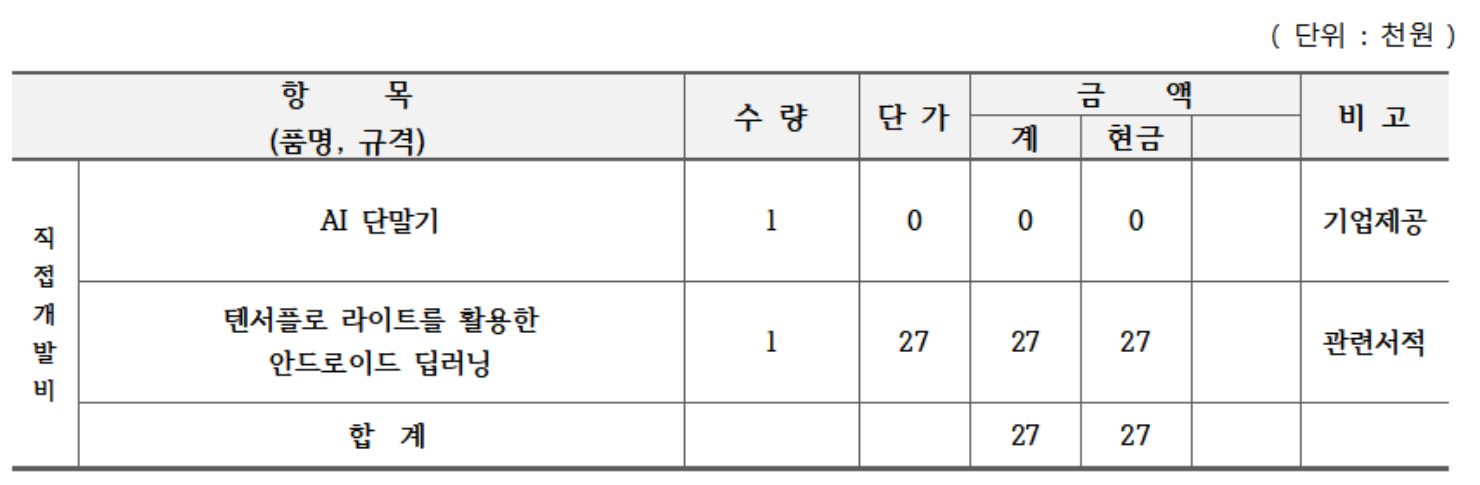 ( 단위 : 천원 )
항 목
(품명, 규격)
수 량
단 가
금 액
비 고
계
현금
직접개발비
AI 단말기
1
0
0
0
기업제공
텐서플로 라이트를 활용한
안드로이드 딥러닝
1
27
27
27
관련서적
합 계
27
27